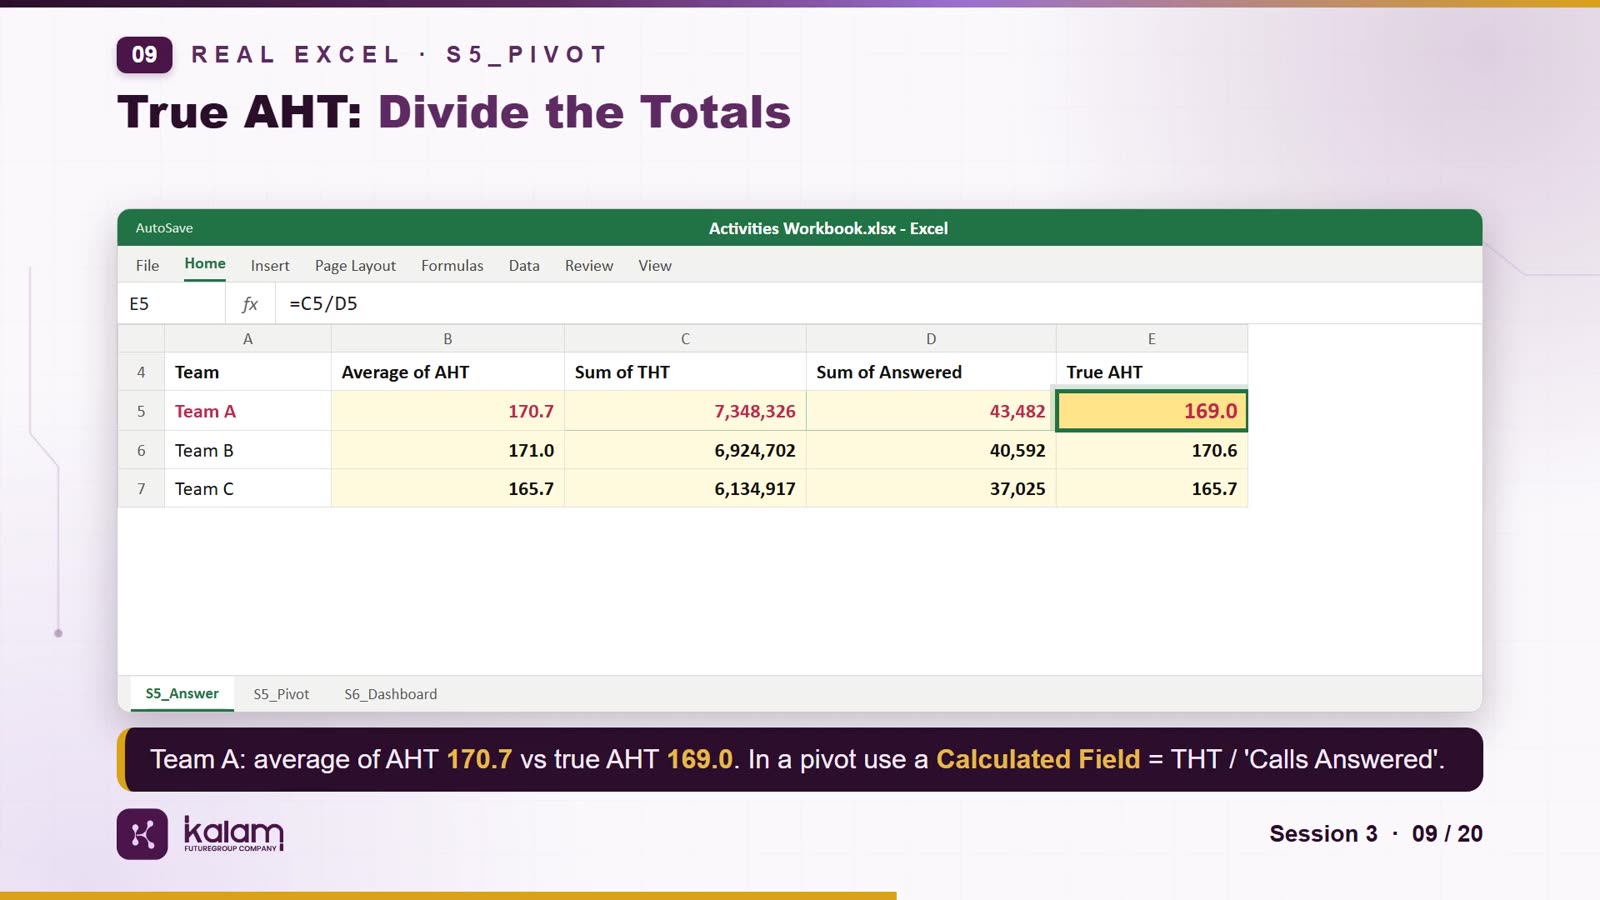 09 REAL EXCEL · S5_PIVOT
True AHT: Divide the Totals
AutoSave Activities Workbook.xlsx - Excel
File Home Insert Page Layout Formulas Data Review View
E5 fx =C5/D5
A B C D E
4 Team Average of AHT Sum of THT Sum of Answered True AHT
5 Team A 170.7 7,348,326 43,482 169.0
6 Team B 171.0 6,924,702 40,592 170.6
7 Team C 165.7 6,134,917 37,025 165.7
S5_Answer S5_Pivot S6_Dashboard
Team A: average of AHT 170.7 vs true AHT 169.0. In a pivot use a Calculated Field = THT / 'Calls Answered'.
kalam
FUTUREGROUP COMPANY
Session 3 · 09 / 20